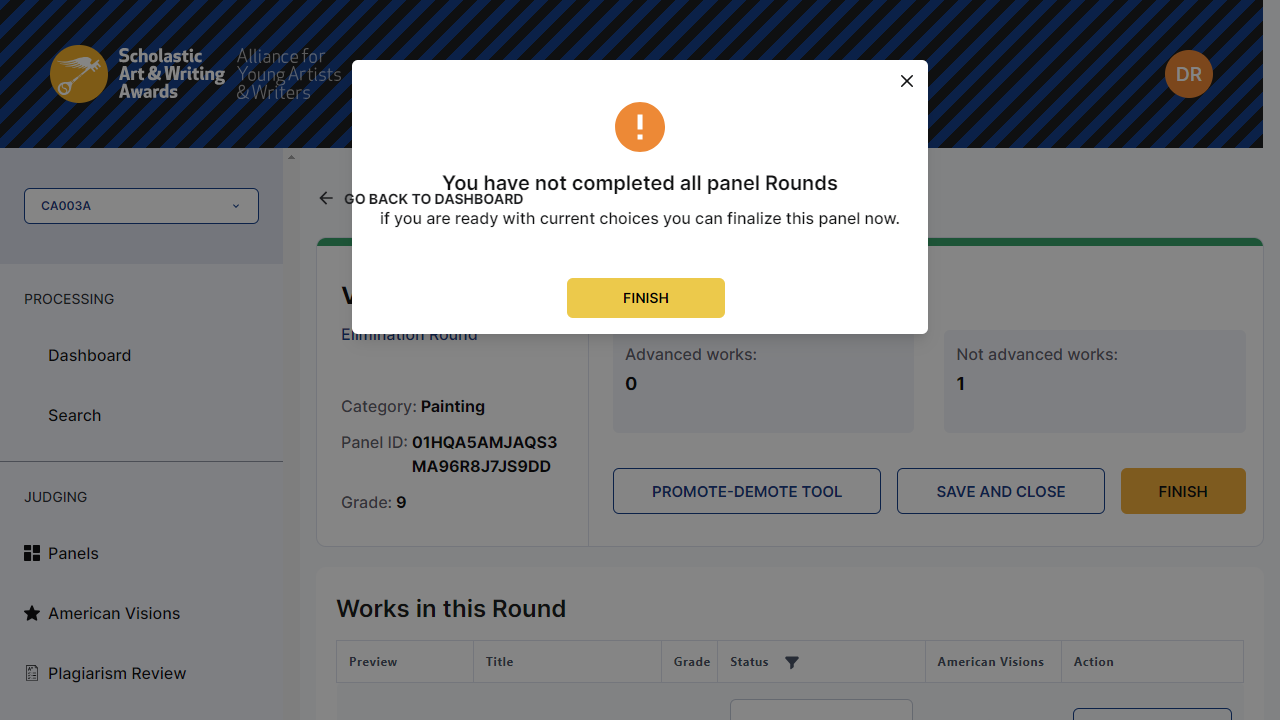 Scholastic
Art & Writing
Awards
Alliance for
Young Artists
& Writers
DR
You have not completed all panel Rounds
if you are ready with current choices you can finalize this panel now.
FINISH
CA003A
GO BACK TO DASHBOARD
PROCESSING
Dashboard
Search
JUDGING
Panels
American Visions
Plagiarism Review
V
Elimination Round
Category: Painting
Panel ID: 01HQA5AMJAQS3
MA96R8J7JS9DD
Grade: 9
Advanced works:
0
Not advanced works:
1
PROMOTE-DEMOTE TOOL
SAVE AND CLOSE
FINISH
Works in this Round
Preview
Title
Grade
Status
American Visions
Action